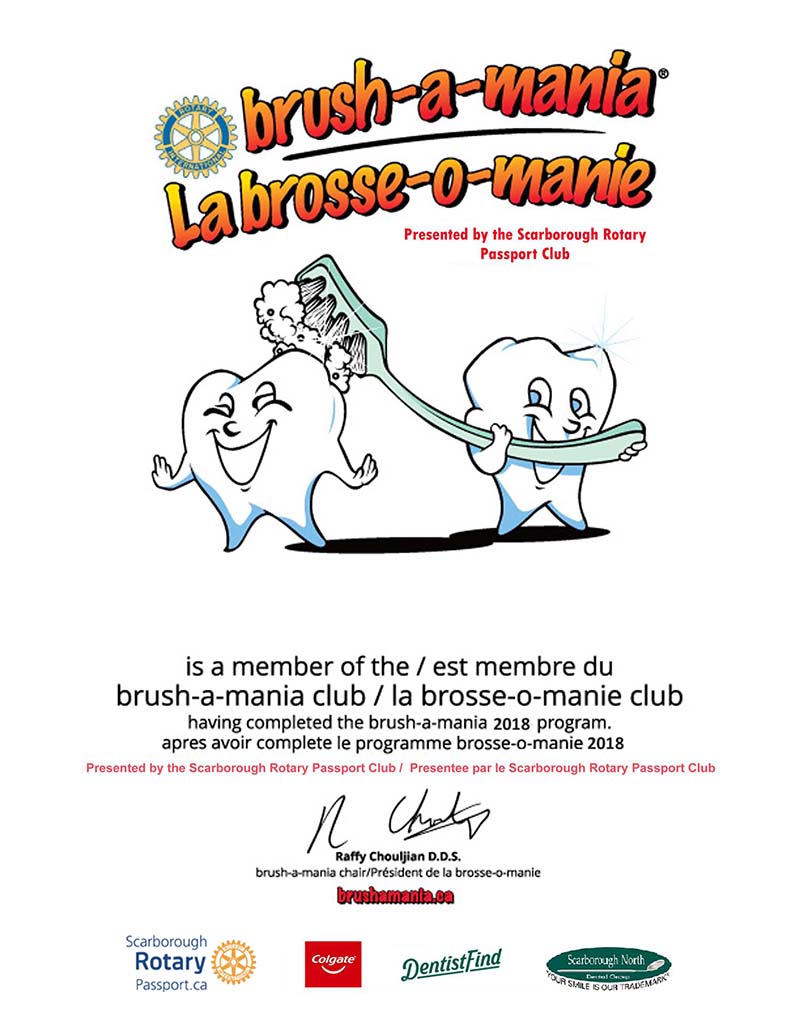 ROTARY
INTERNATIONAL
brush-a-mania®
La brosse-o-manie
Presented by the Scarborough Rotary
Passport Club
is a member of the / est membre du
brush-a-mania club / la brosse-o-manie club
having completed the brush-a-mania 2018 program.
apres avoir complete le programme brosse-o-manie 2018
Presented by the Scarborough Rotary Passport Club / Presentee par le Scarborough Rotary Passport Club
Raffy Chouljian D.D.S.
brush-a-mania chair/Président de la brosse-o-manie
brushamania.ca
Scarborough
Rotary
Passport.ca
Colgate
DentistFind
Scarborough North
Dental Group
YOUR SMILE IS OUR TRADEMARK